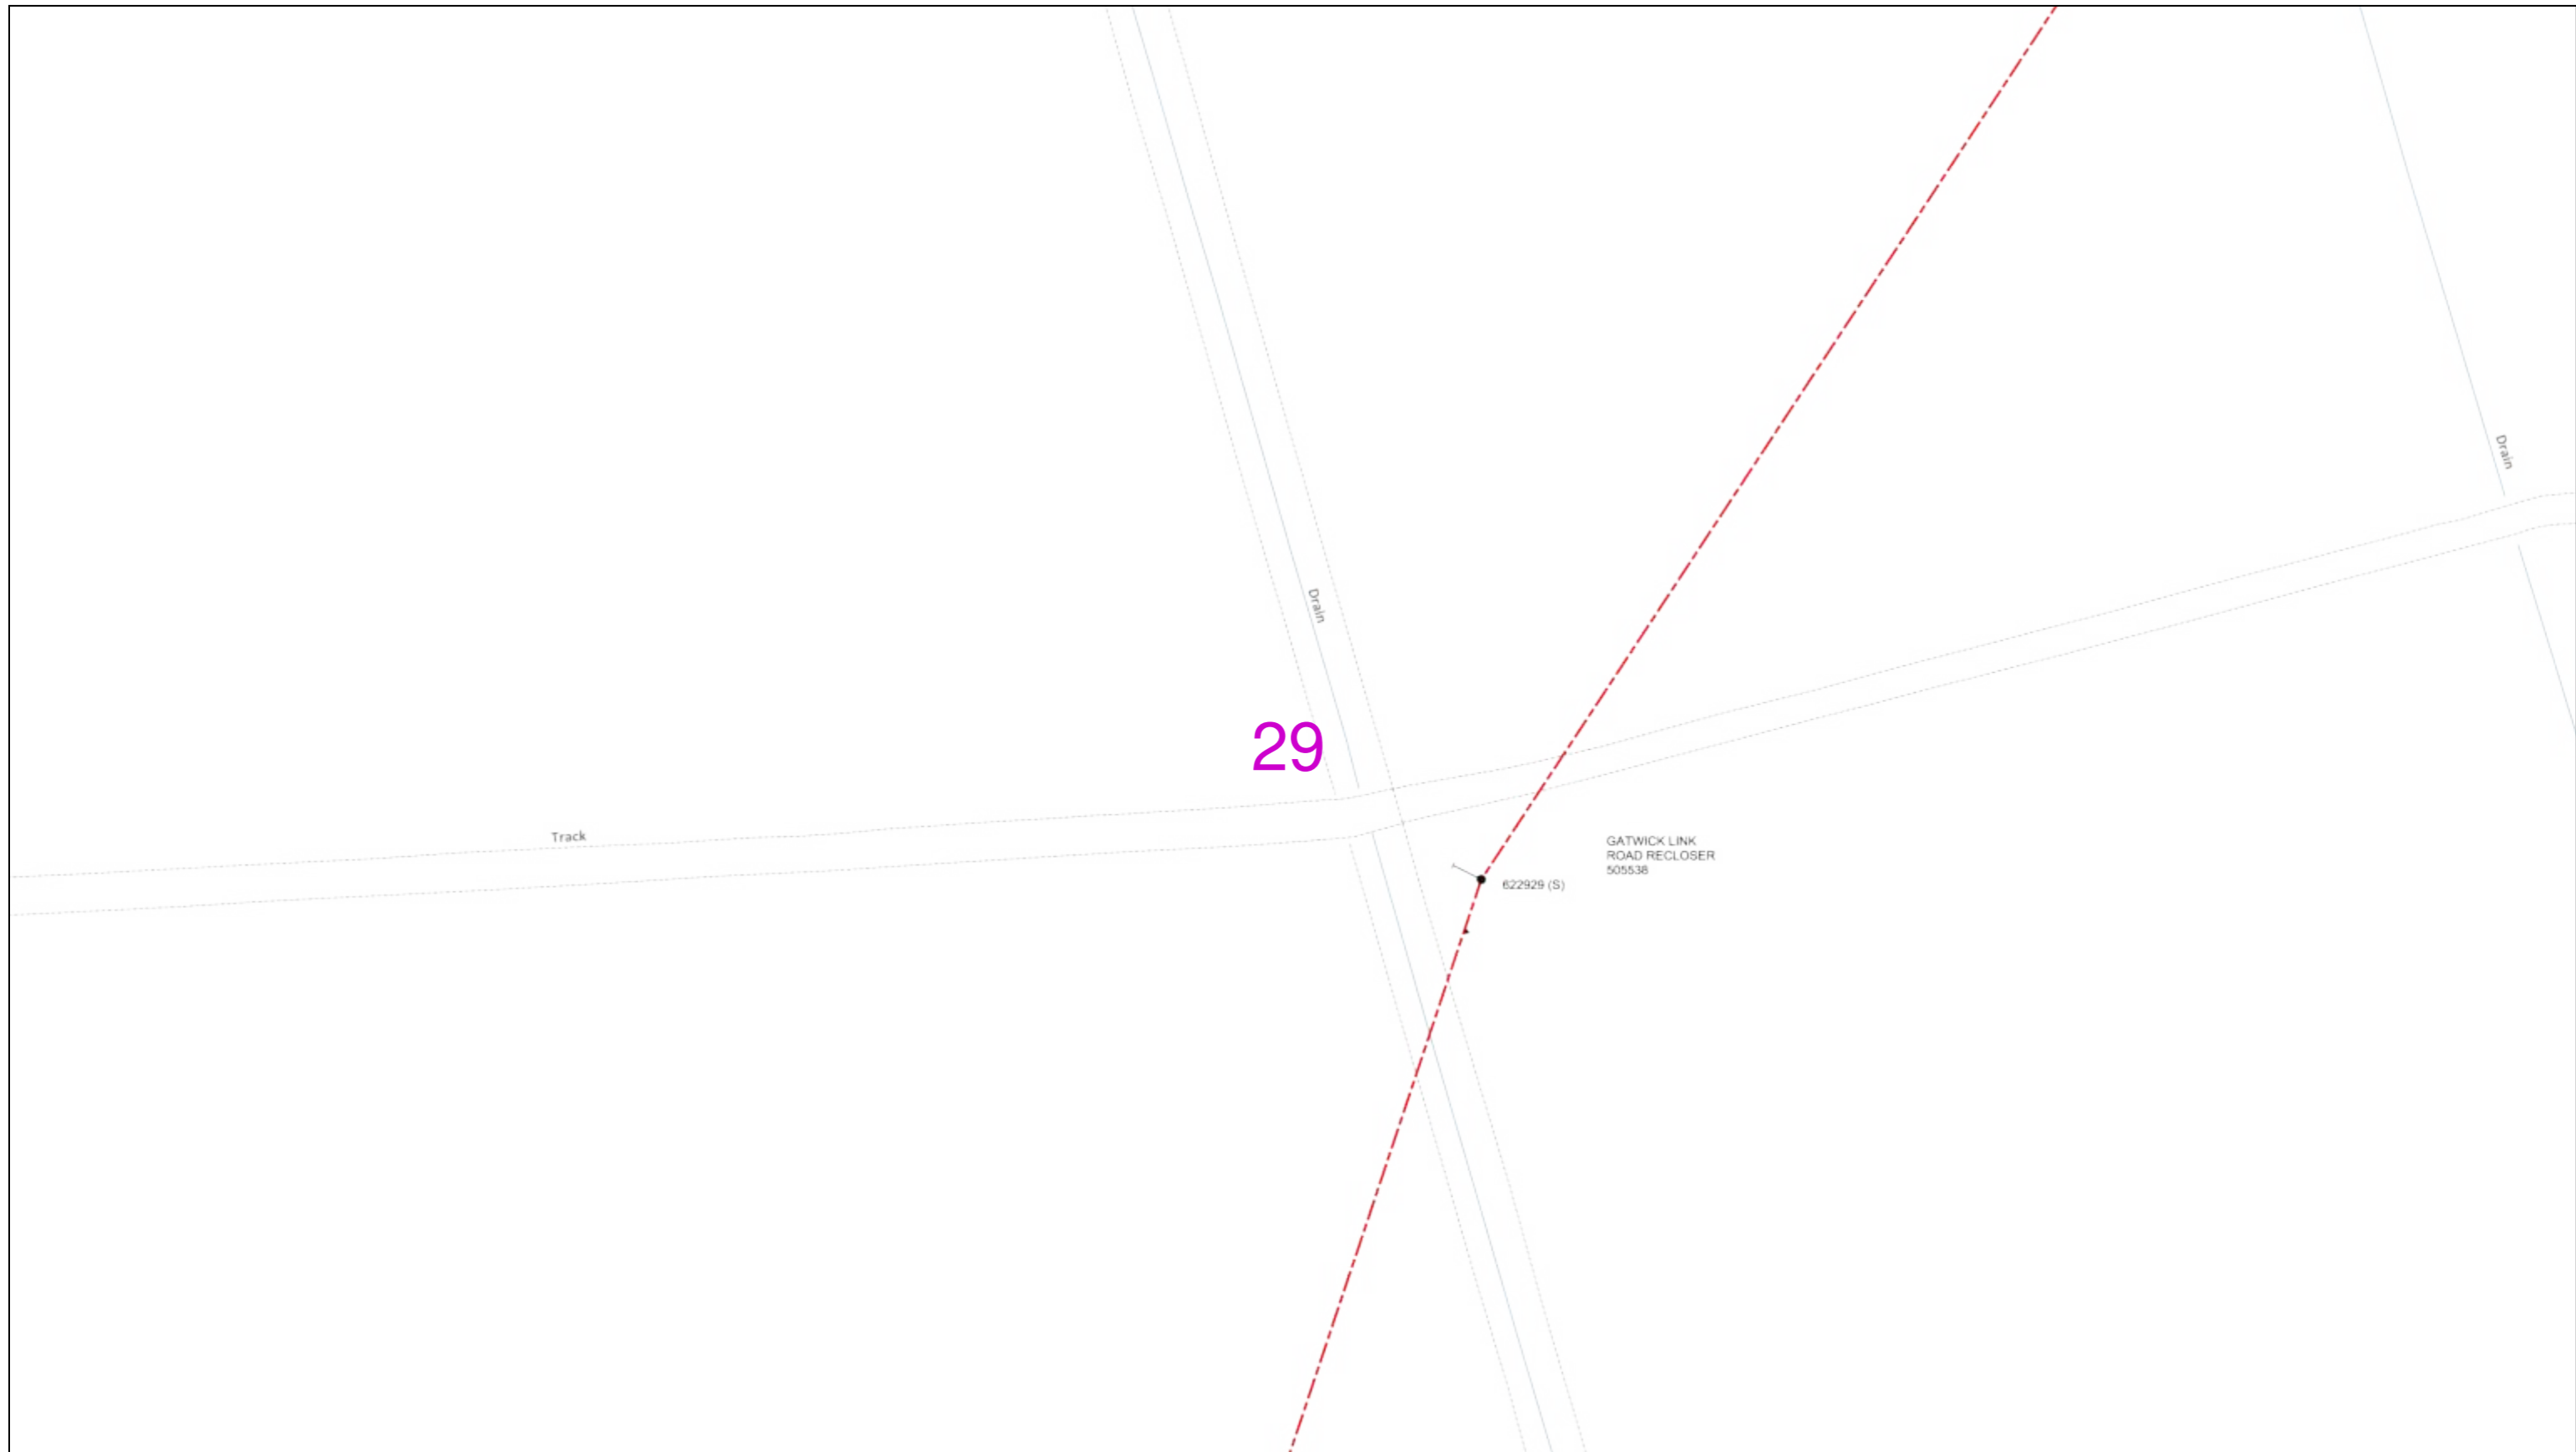 Drain
Drain
29
Track
GATWICK LINK
ROAD RECLOSER
505538
622929 (S)